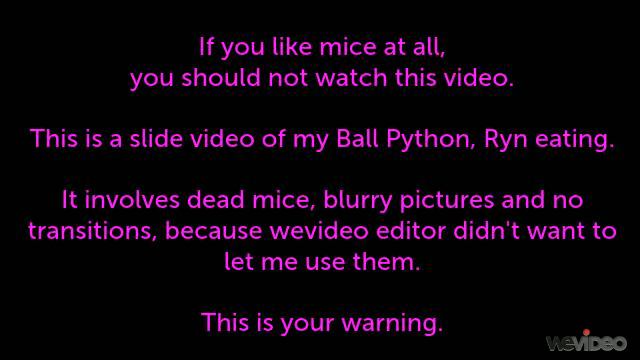 If you like mice at all,
you should not watch this video.
This is a slide video of my Ball Python, Ryn eating.
It involves dead mice, blurry pictures and no
transitions, because wevideo editor didn't want to
let me use them.
This is your warning.
wevideo